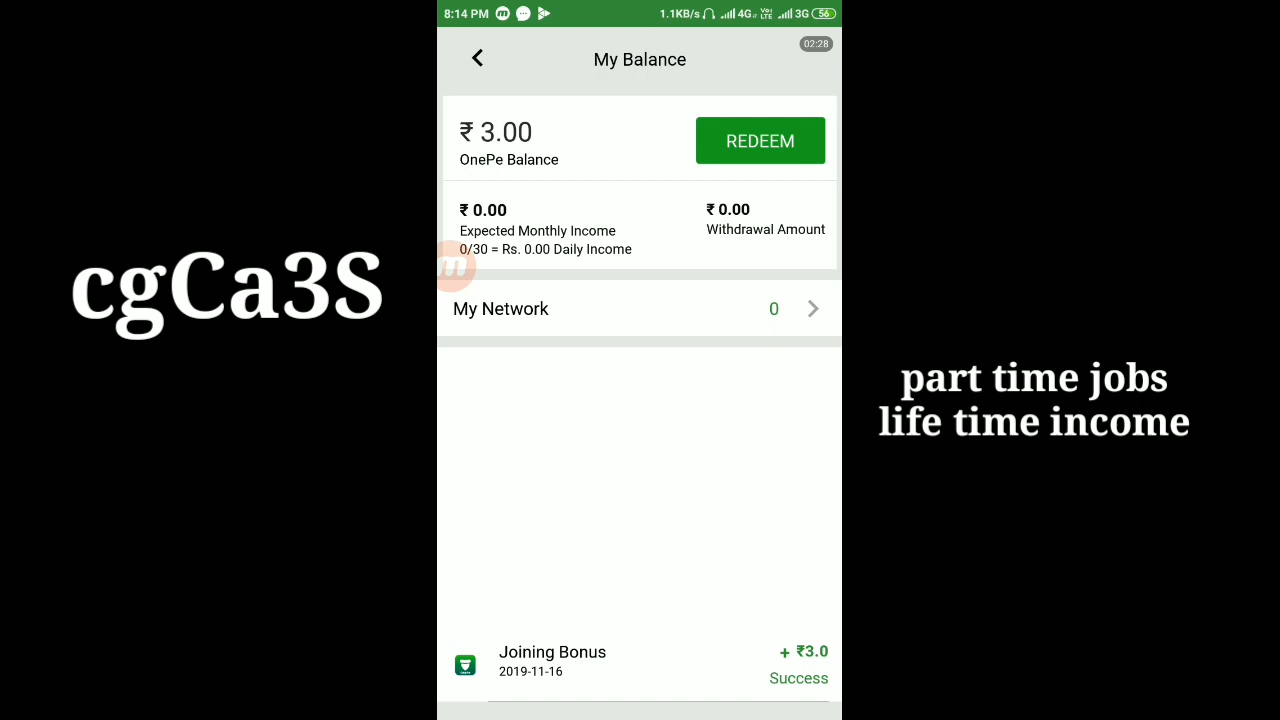 8:14 PM
1.1KB/s 4G VoLTE 3G 56
02:28
My Balance
₹ 3.00
REDEEM
OnePe Balance
₹ 0.00
₹ 0.00
Expected Monthly Income
Withdrawal Amount
0/30 = Rs. 0.00 Daily Income
My Network 0
cgCa3S
part time jobs
life time income
Joining Bonus + ₹3.0
2019-11-16
Success